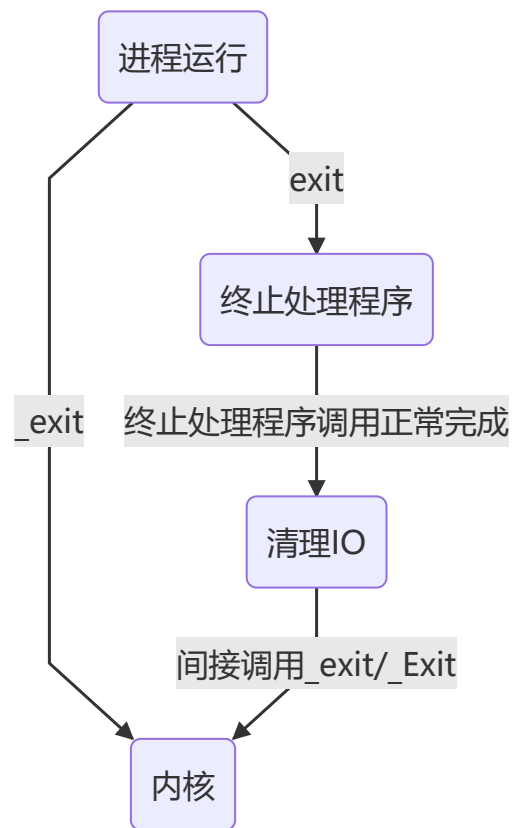 进程运行
exit
终止处理程序
_exit
终止处理程序调用正常完成
清理IO
间接调用_exit/_Exit
内核